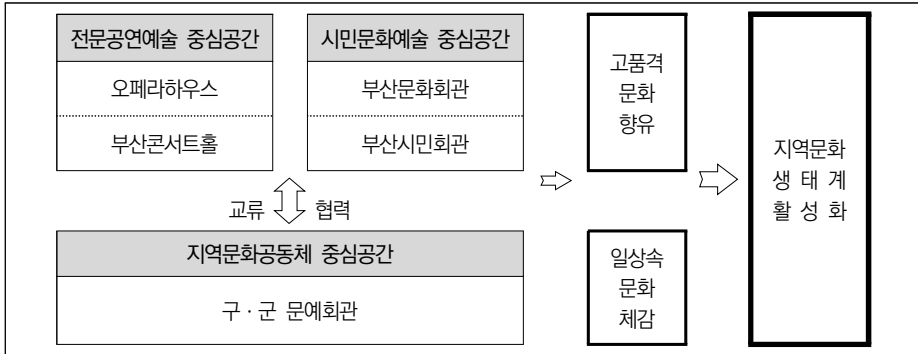 전문공연예술 중심공간
오페라하우스
부산콘서트홀
시민문화예술 중심공간
부산문화회관
부산시민회관
교류 협력
지역문화공동체 중심공간
구 · 군 문예회관
고품격
문화
향유
일상속
문화
체감
지역문화
생 태 계
활 성 화